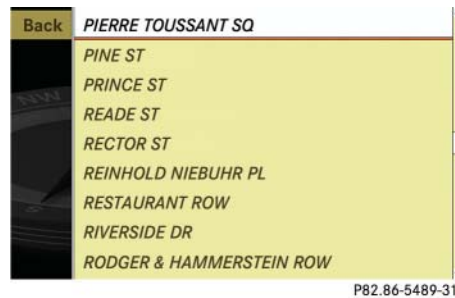 Back
PIERRE TOUSSANT SQ
PINE ST
PRINCE ST
READE ST
RECTOR ST
REINHOLD NIEBUHR PL
RESTAURANT ROW
RIVERSIDE DR
RODGER & HAMMERSTEIN ROW
P82.86-5489-31